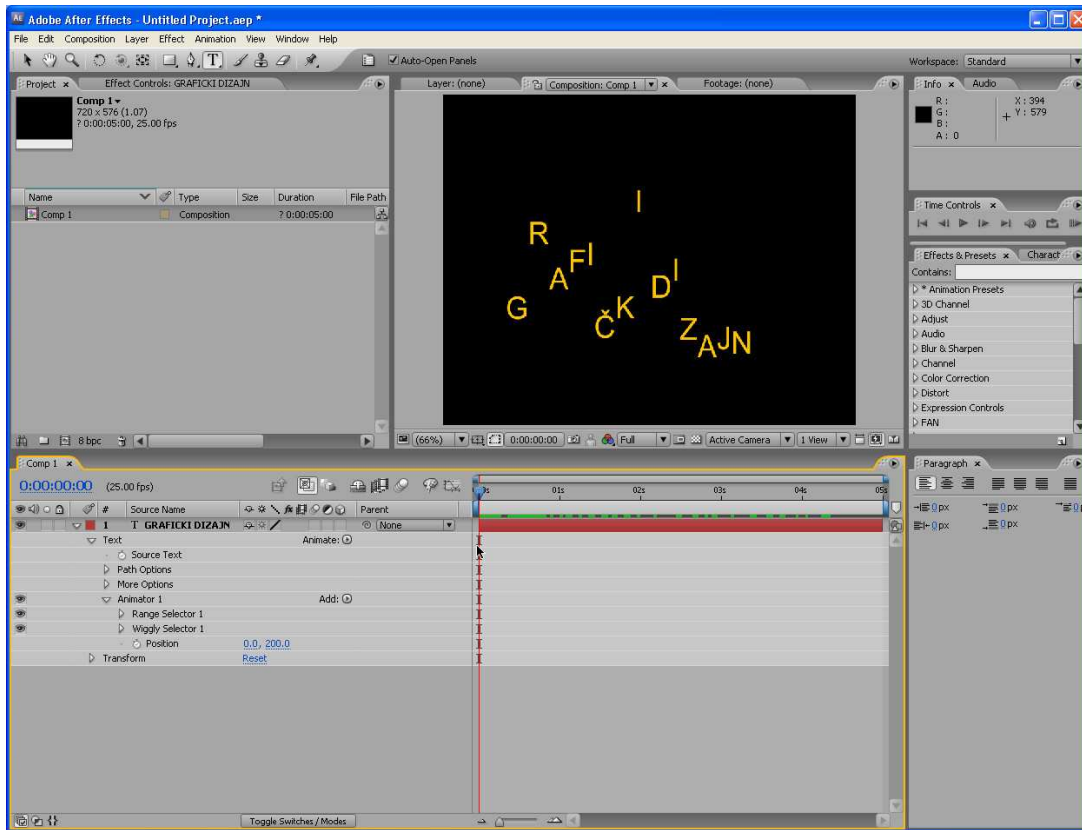 Adobe After Effects - Untitled Project.aep *
File Edit Composition Layer Effect Animation View Window Help
Auto-Open Panels
Workspace: Standard
Project × Effect Controls: GRAFICKI DIZAJN
Comp 1
720 x 576 (1.07)
? 0:00:05:00, 25.00 fps
Name Type Size Duration File Path
Comp 1 Composition ? 0:00:05:00
8 bpc
Layer: (none) Composition: Comp 1 × Footage: (none)
G R A F I Č K I D I Z A J N
(66%) 0:00:00:00 Full Active Camera 1 View
Info × Audio
R : X : 394
G : Y : 579
B :
A : 0
Time Controls ×
Effects & Presets × Charact
Contains:
* Animation Presets
3D Channel
Adjust
Audio
Blur & Sharpen
Channel
Color Correction
Distort
Expression Controls
FAN
Comp 1 ×
0:00:00:00 (25.00 fps)
01s 02s 03s 04s 05s
# Source Name Parent
1 T GRAFICKI DIZAJN None
Text Animate:
Source Text
Path Options
More Options
Animator 1 Add:
Range Selector 1
Wiggly Selector 1
Position 0.0, 200.0
Transform Reset
Toggle Switches / Modes
Paragraph ×
0 px 0 px 0
0 px 0 px